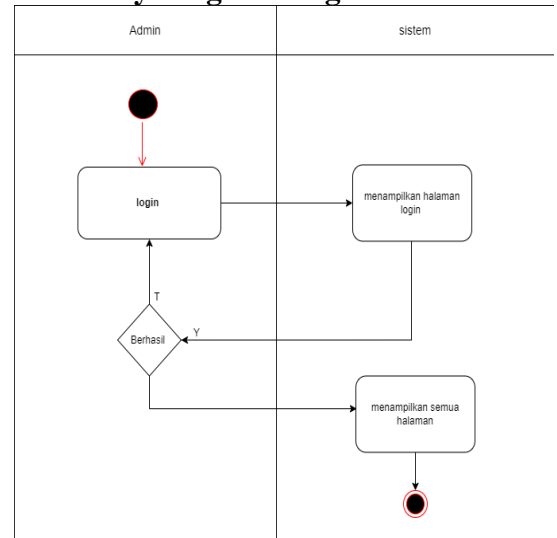 Admin
sistem
login
menampilkan halaman
login
T
Berhasil
Y
menampilkan semua
halaman